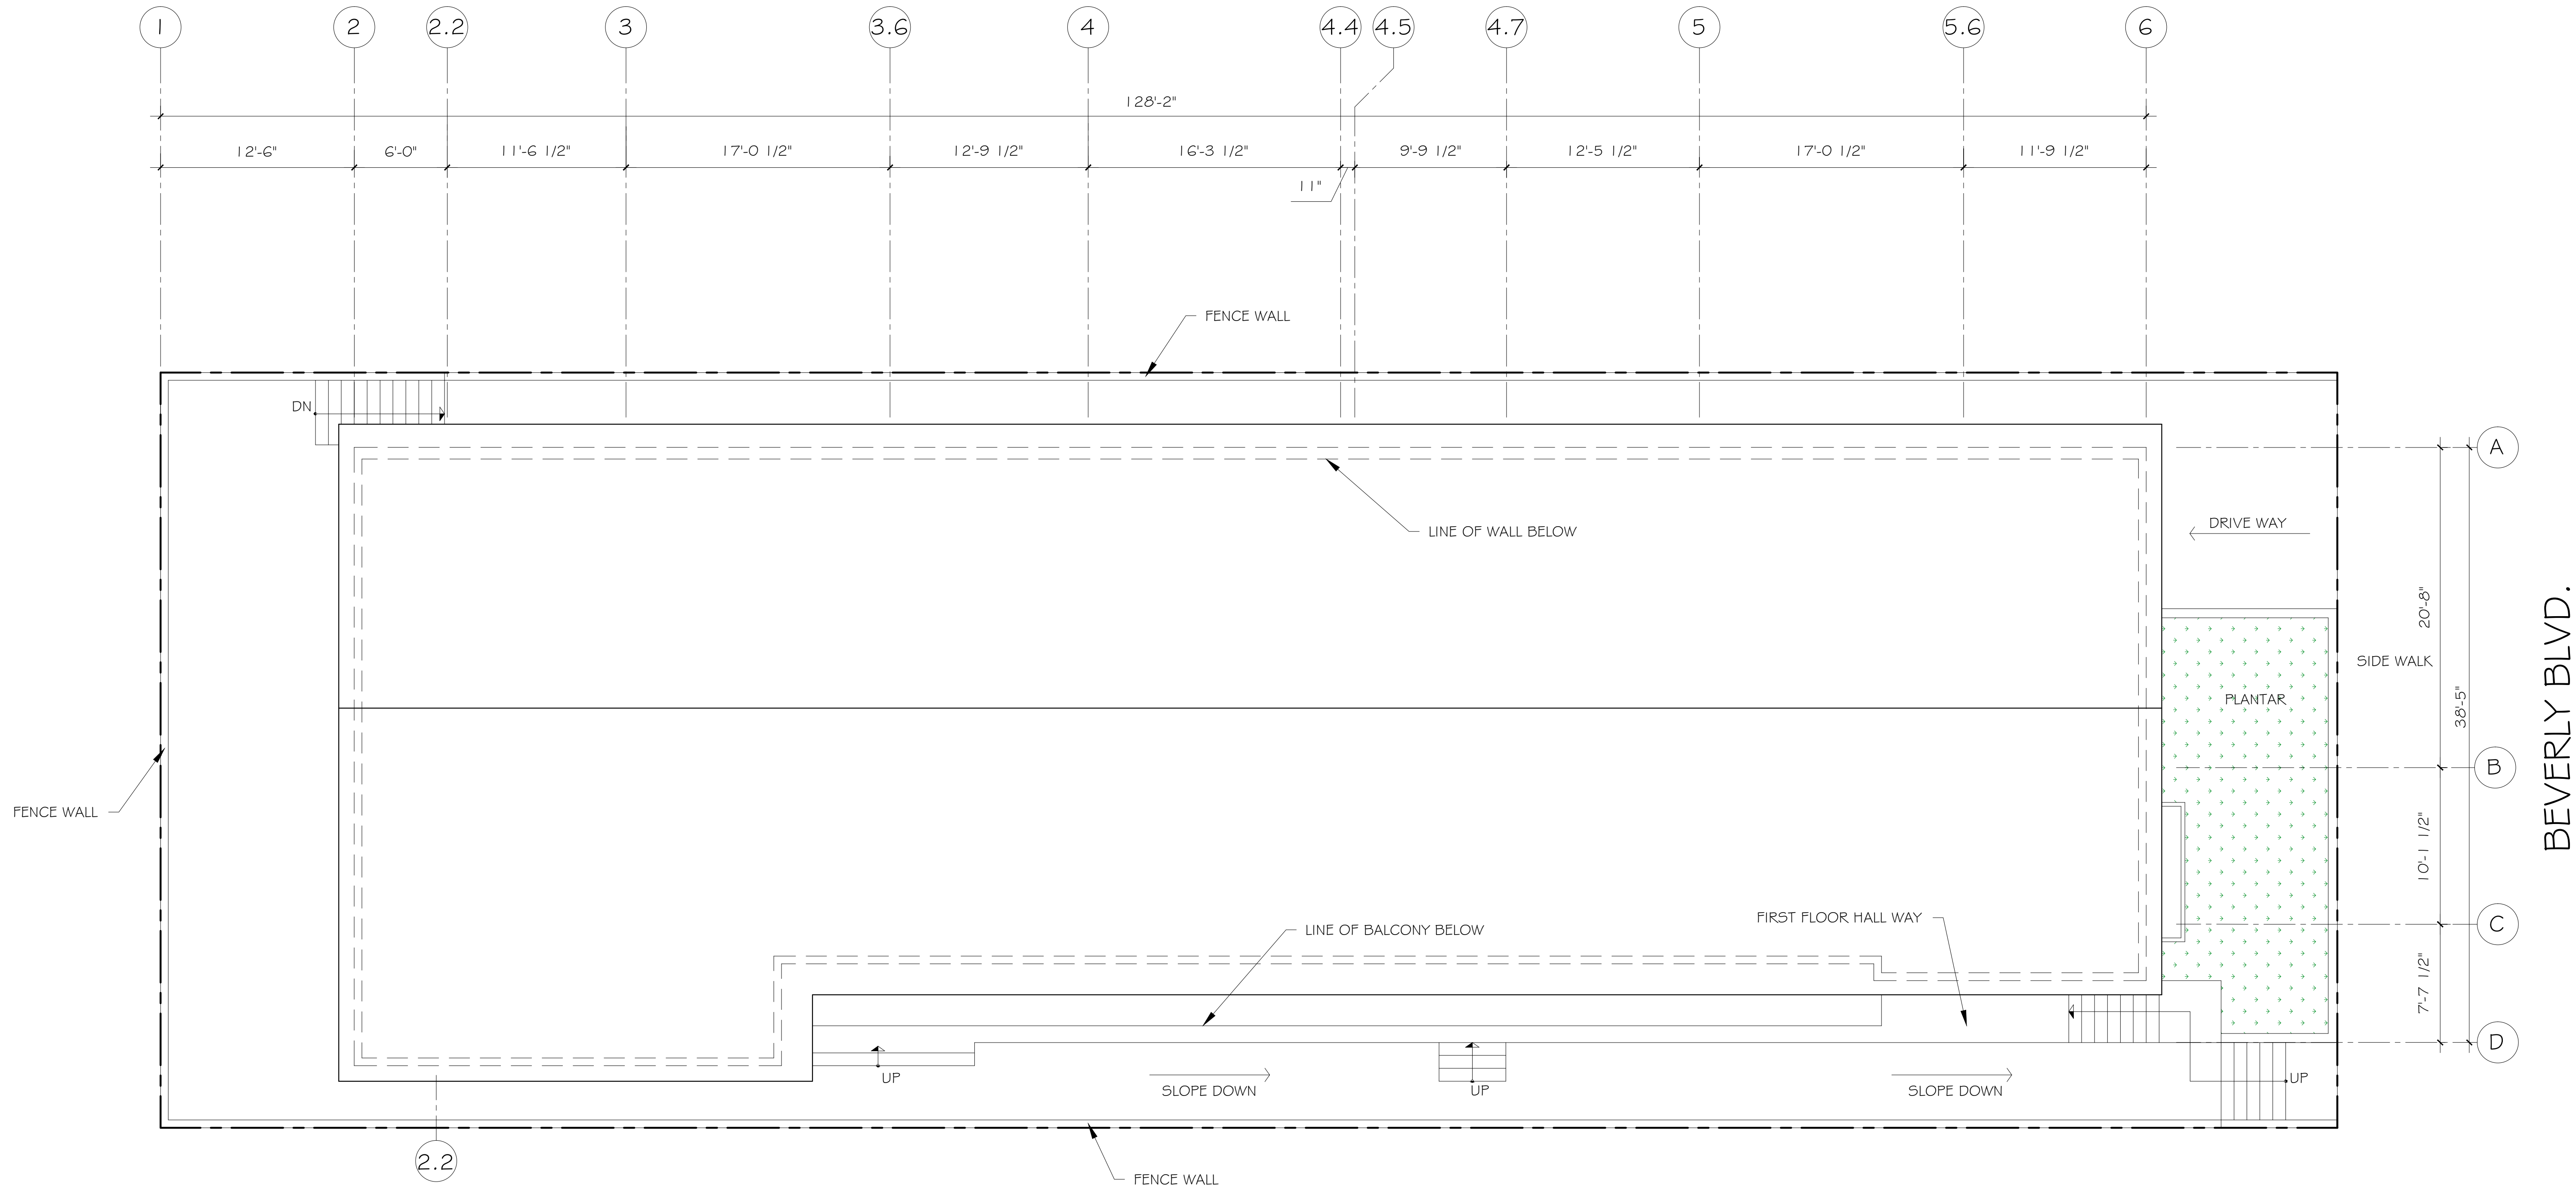 1 2 2.2 3 3.6 4 4.4 4.5 4.7 5 5.6 6
128'-2"
12'-6" 6'-0" 11'-6 1/2" 17'-0 1/2" 12'-9 1/2" 16'-3 1/2" 9'-9 1/2" 12'-5 1/2" 17'-0 1/2" 11'-9 1/2"
11"
FENCE WALL
DN
A
DRIVE WAY
LINE OF WALL BELOW
20'-8"
SIDE WALK
PLANTAR
38'-5"
BEVERLY BLVD.
B
FENCE WALL
10'-1 1/2"
FIRST FLOOR HALL WAY
LINE OF BALCONY BELOW
C
7'-7 1/2"
D
UP
SLOPE DOWN
UP
SLOPE DOWN
UP
2.2
FENCE WALL